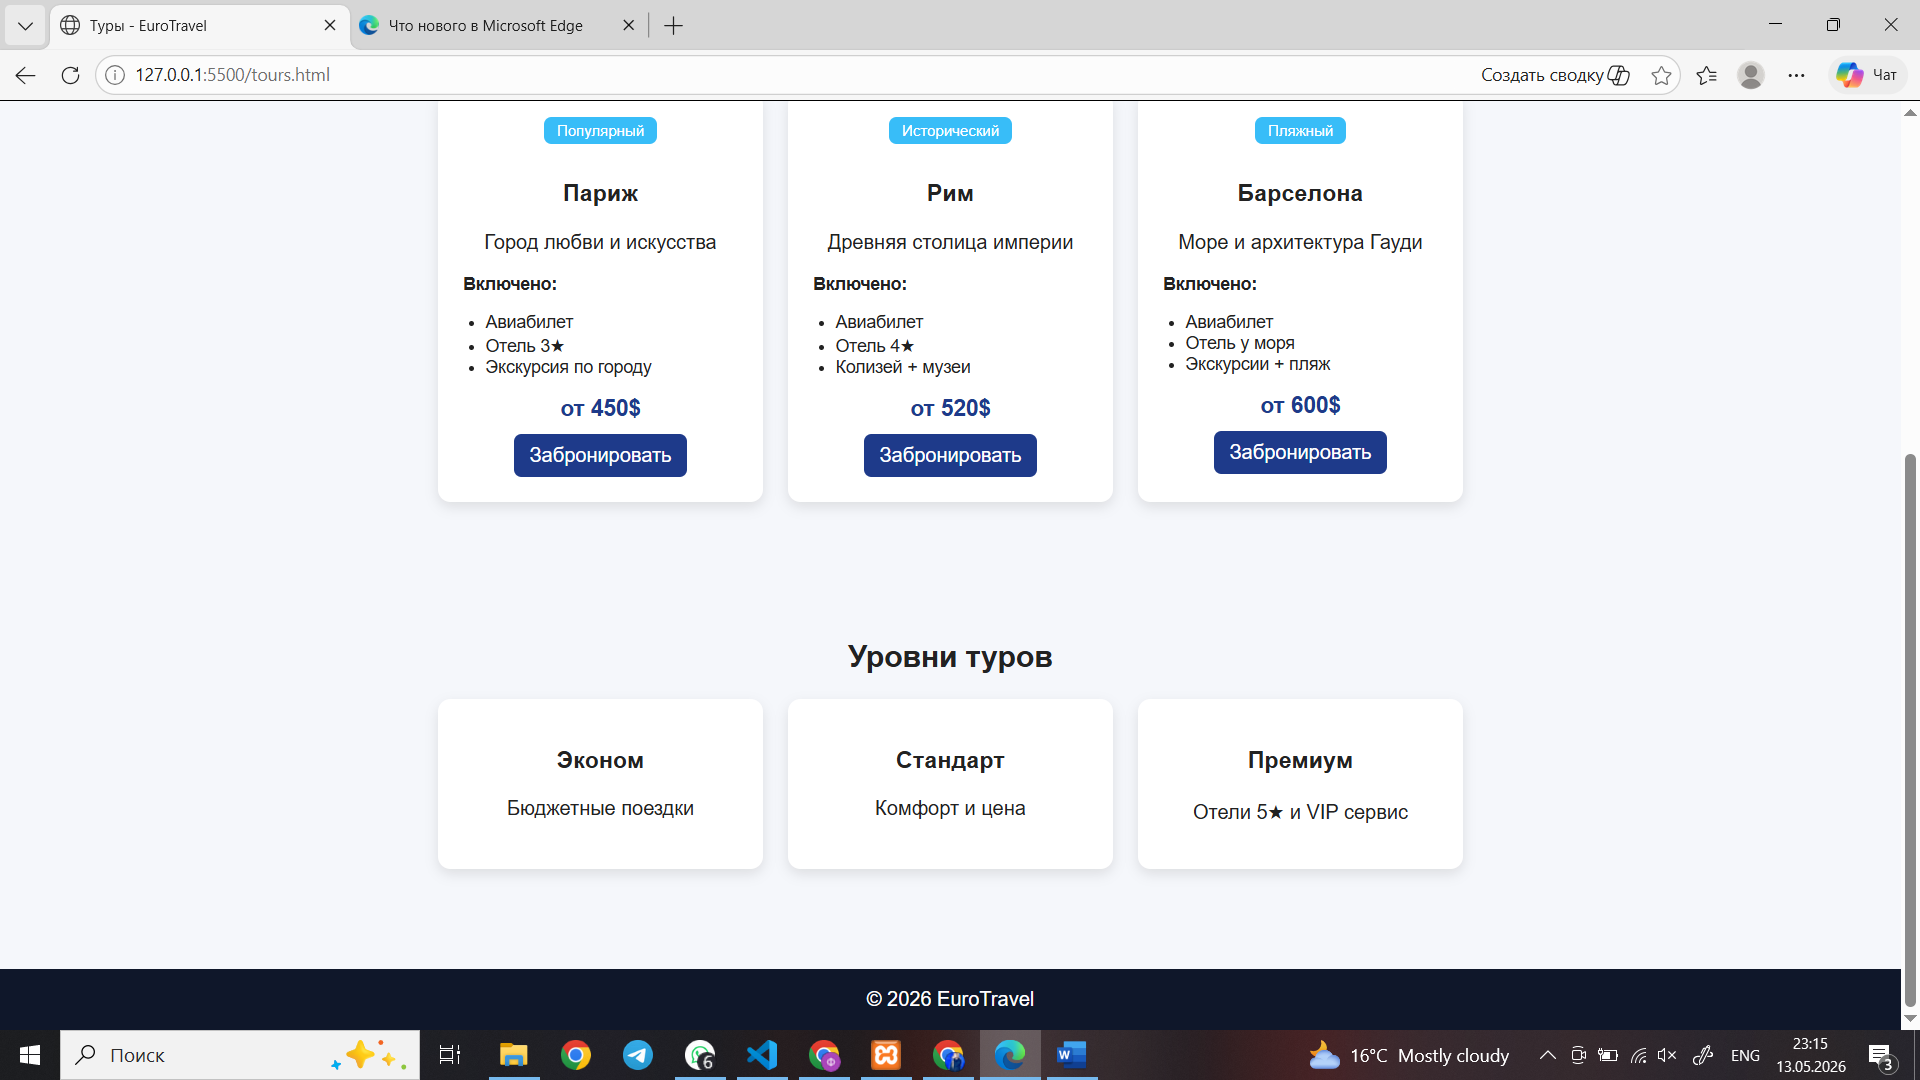 Туры - EuroTravel
Что нового в Microsoft Edge
127.0.0.1:5500/tours.html
Создать сводку
Чат
Популярный
Париж
Город любви и искусства
Включено:
• Авиабилет
• Отель 3★
• Экскурсия по городу
от 450$
Забронировать
Исторический
Рим
Древняя столица империи
Включено:
• Авиабилет
• Отель 4★
• Колизей + музеи
от 520$
Забронировать
Пляжный
Барселона
Море и архитектура Гауди
Включено:
• Авиабилет
• Отель у моря
• Экскурсии + пляж
от 600$
Забронировать
Уровни туров
Эконом
Бюджетные поездки
Стандарт
Комфорт и цена
Премиум
Отели 5★ и VIP сервис
© 2026 EuroTravel
Поиск
6
Ф
W
16°C Mostly cloudy
ENG
23:15
13.05.2026
3